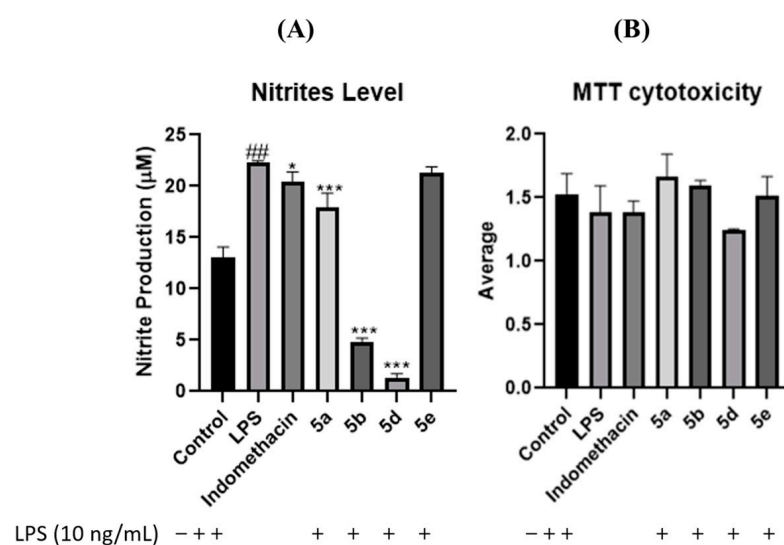 (A)
Nitrites Level
Nitrite Production (μM)
25
20
15
10
5
0
##
*
***
***
***
Control
LPS
Indomethacin
5a
5b
5d
5e
(B)
MTT cytotoxicity
Average
2.0
1.5
1.0
0.5
0.0
Control
LPS
Indomethacin
5a
5b
5d
5e
LPS (10 ng/mL) − + + + + + + − + + + + + +